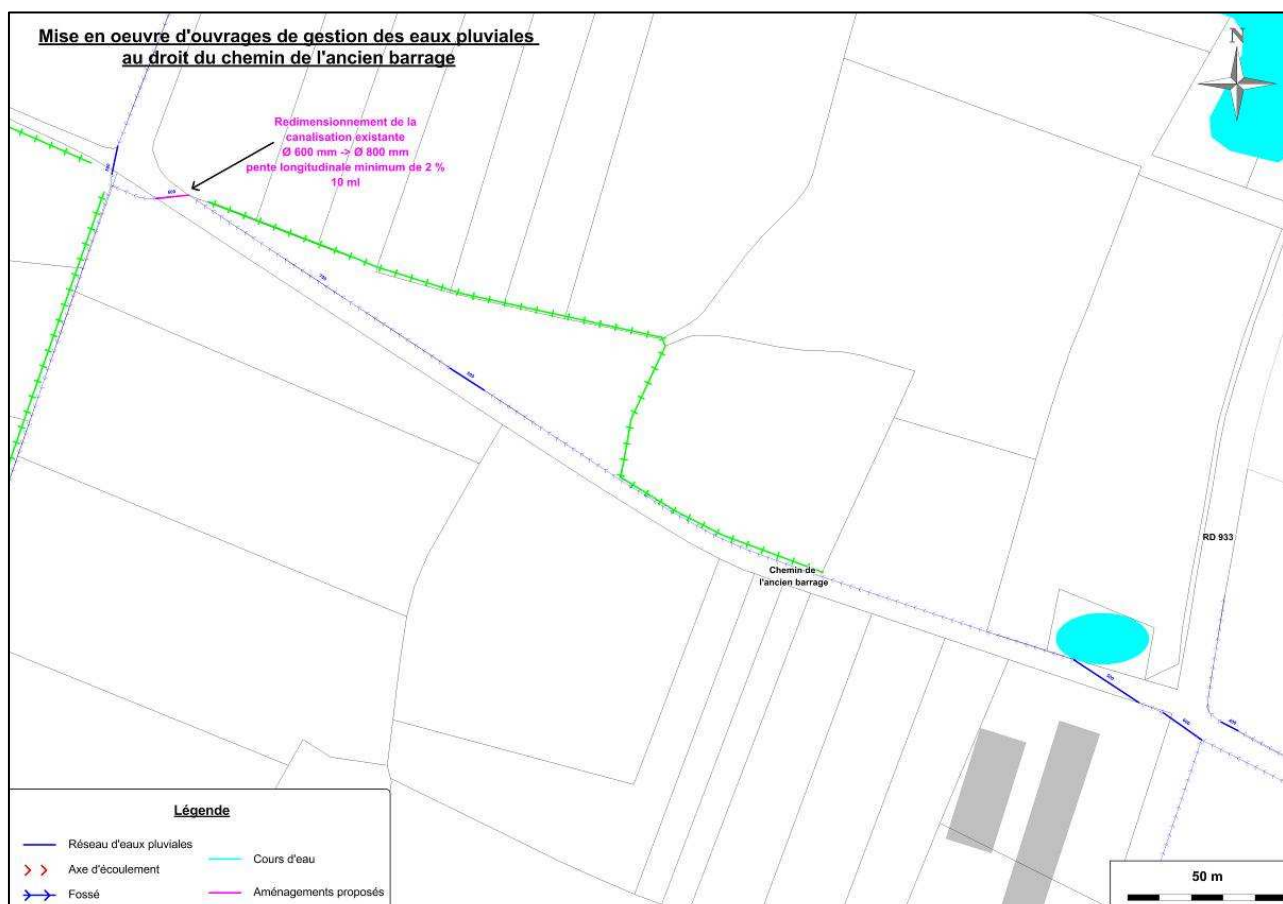 Mise en oeuvre d'ouvrages de gestion des eaux pluviales
au droit du chemin de l'ancien barrage
N
Redimensionnement de la
canalisation existante
Ø 600 mm -> Ø 800 mm
pente longitudinale minimum de 2 %
10 ml
RD 933
Chemin de
l'ancien barrage
Légende
Réseau d'eaux pluviales
Axe d'écoulement
Fossé
Cours d'eau
Aménagements proposés
50 m